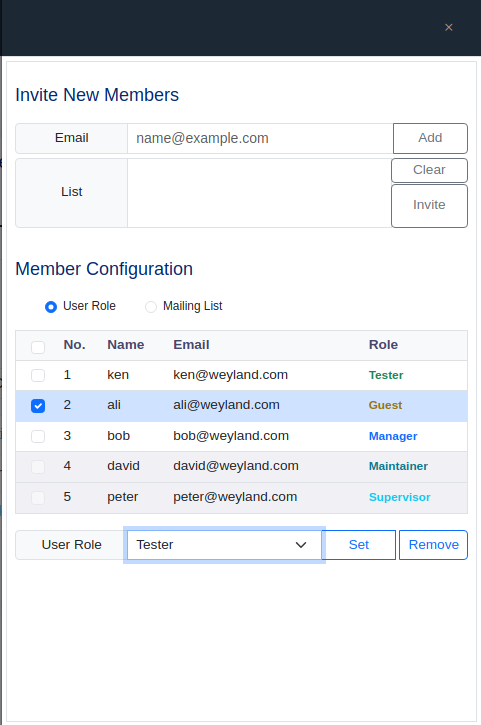 ×
Invite New Members
Email name@example.com Add
List Clear
Invite
Member Configuration
User Role Mailing List
No. Name Email Role
1 ken ken@weyland.com Tester
2 ali ali@weyland.com Guest
3 bob bob@weyland.com Manager
4 david david@weyland.com Maintainer
5 peter peter@weyland.com Supervisor
User Role Tester Set Remove